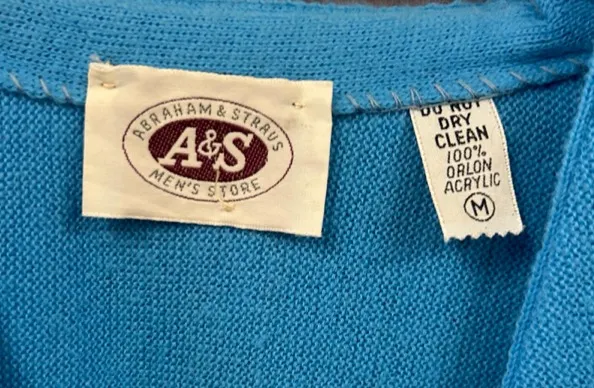 ABRAHAM & STRAUS
A&S
MEN'S STORE
DO NOT
DRY
CLEAN
100%
ORLON
ACRYLIC
M